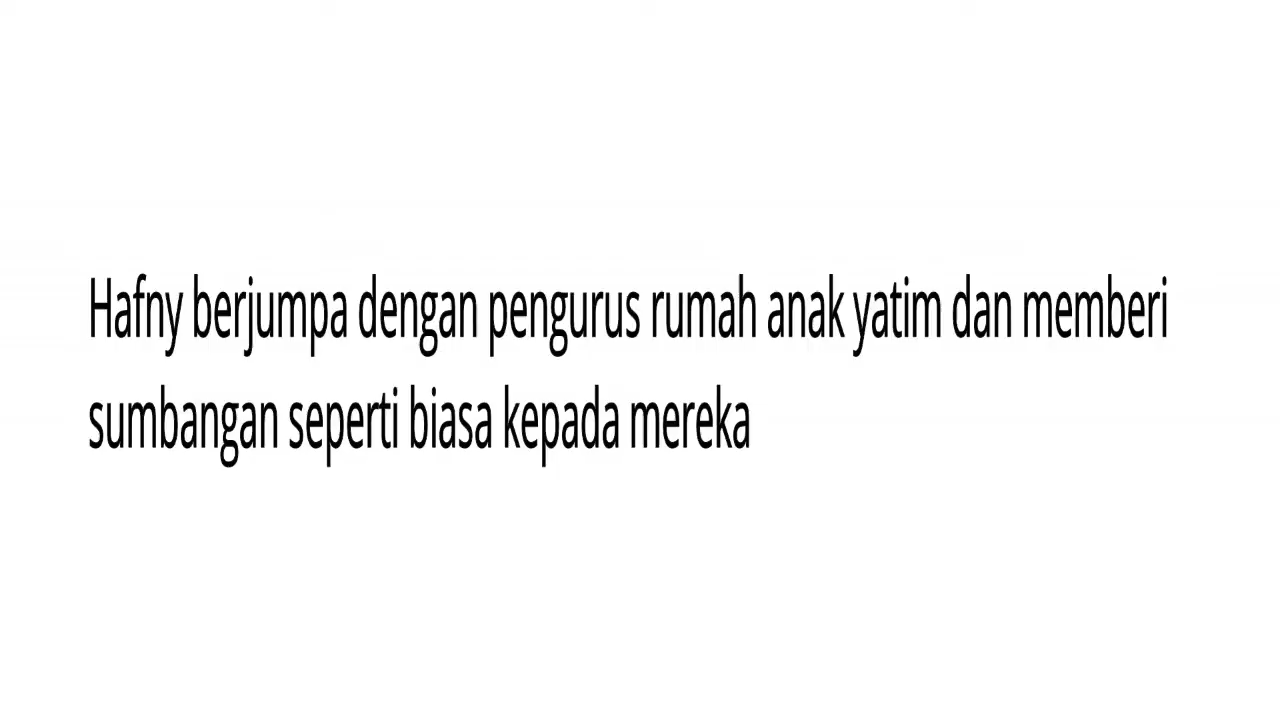 Hafny berjumpa dengan pengurus rumah anak yatim dan memberi
sumbangan seperti biasa kepada mereka